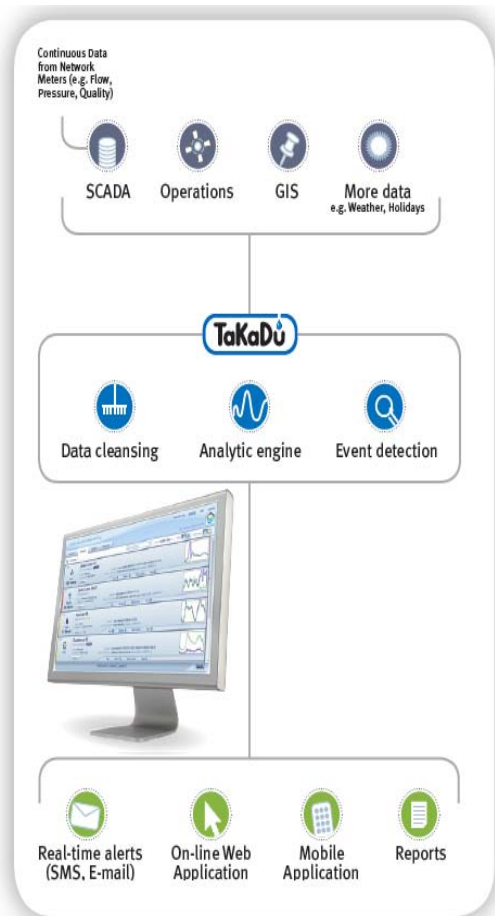 Continuous Data
from Network
Meters (e.g. Flow,
Pressure, Quality)
SCADA
Operations
GIS
More data
e.g. Weather, Holidays
TaKaDu
Data cleansing
Analytic engine
Event detection
Real-time alerts
(SMS, E-mail)
On-line Web
Application
Mobile
Application
Reports